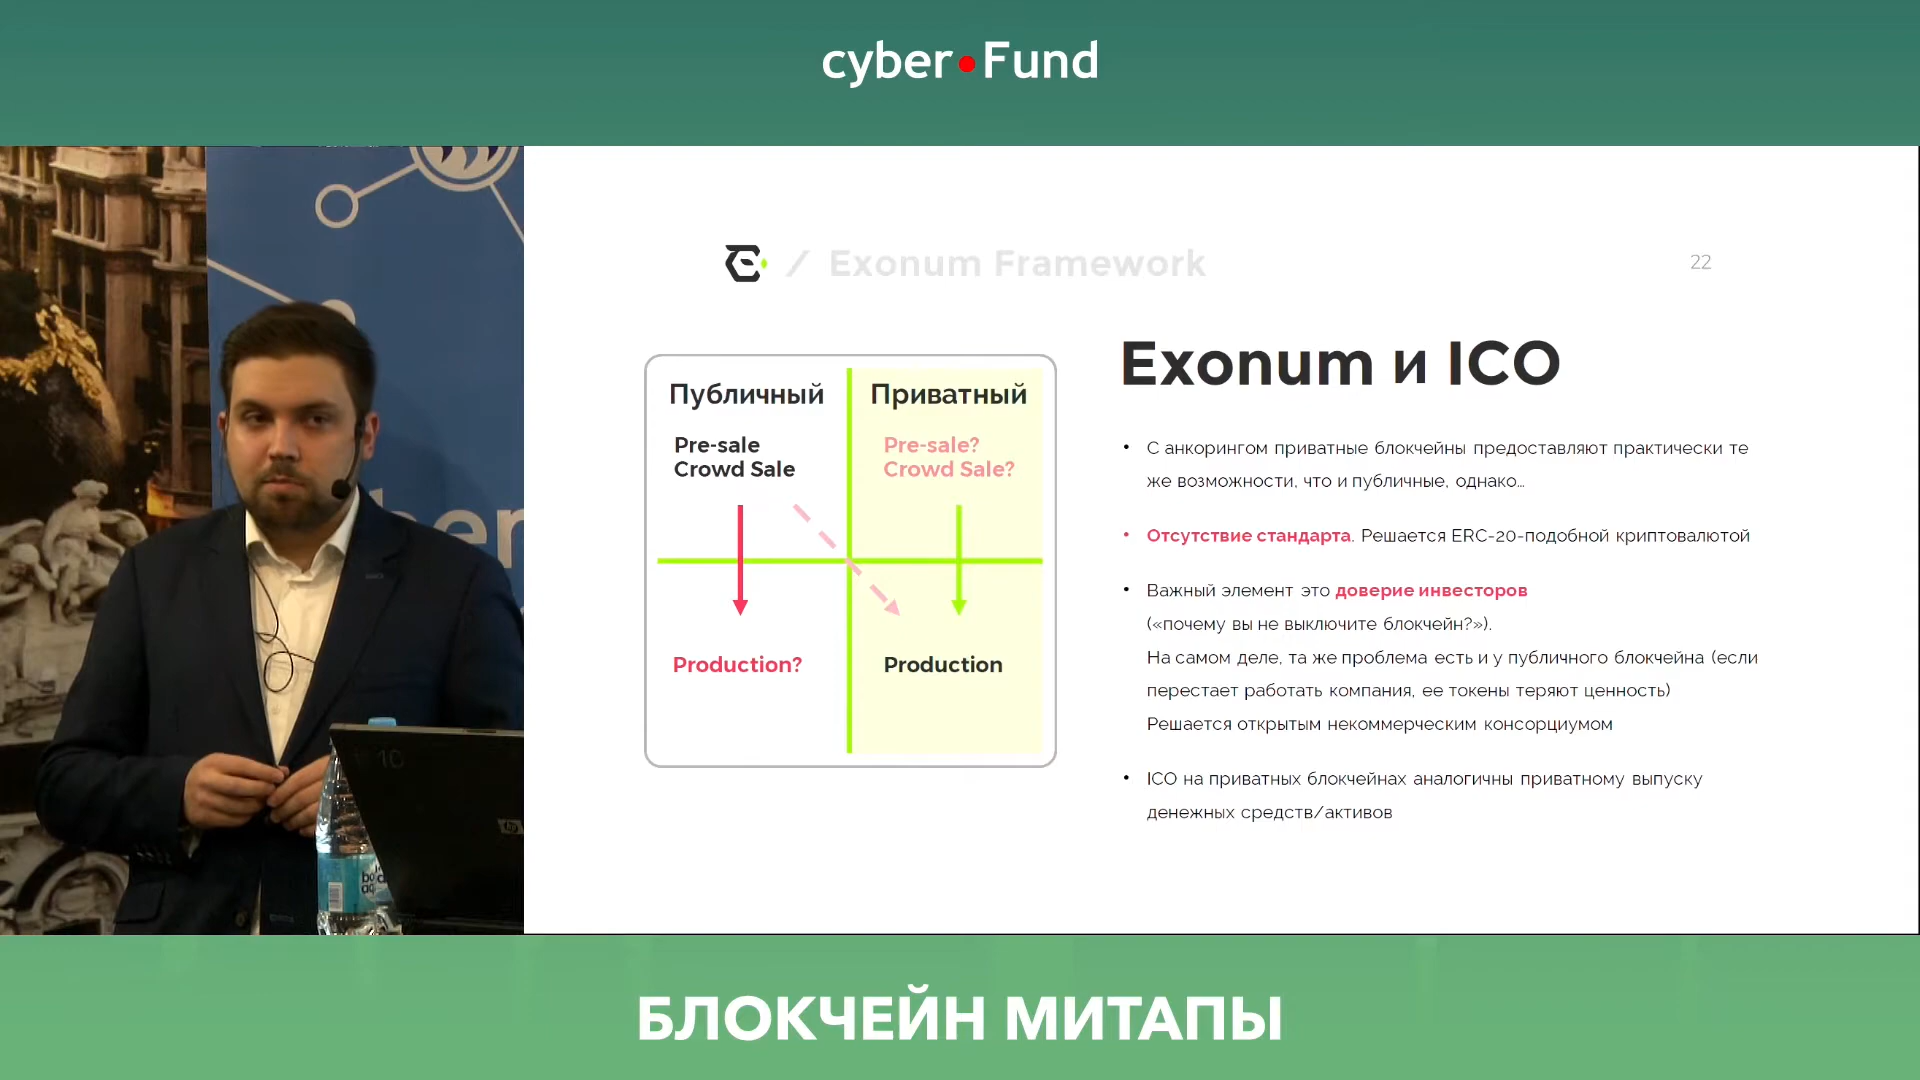 cyber•Fund
Exonum Framework
22
Публичный
Приватный
Pre-sale
Crowd Sale
Pre-sale?
Crowd Sale?
Production?
Production
Exonum и ICO
• С анкорингом приватные блокчейны предоставляют практически те
же возможности, что и публичные, однако...
• Отсутствие стандарта. Решается ERC-20-подобной криптовалютой
• Важный элемент это доверие инвесторов
(«почему вы не выключите блокчейн?»).
На самом деле, та же проблема есть и у публичного блокчейна (если
перестает работать компания, ее токены теряют ценность)
Решается открытым некоммерческим консорциумом
• ICO на приватных блокчейнах аналогичны приватному выпуску
денежных средств/активов
hp
БЛОКЧЕЙН МИТАПЫ